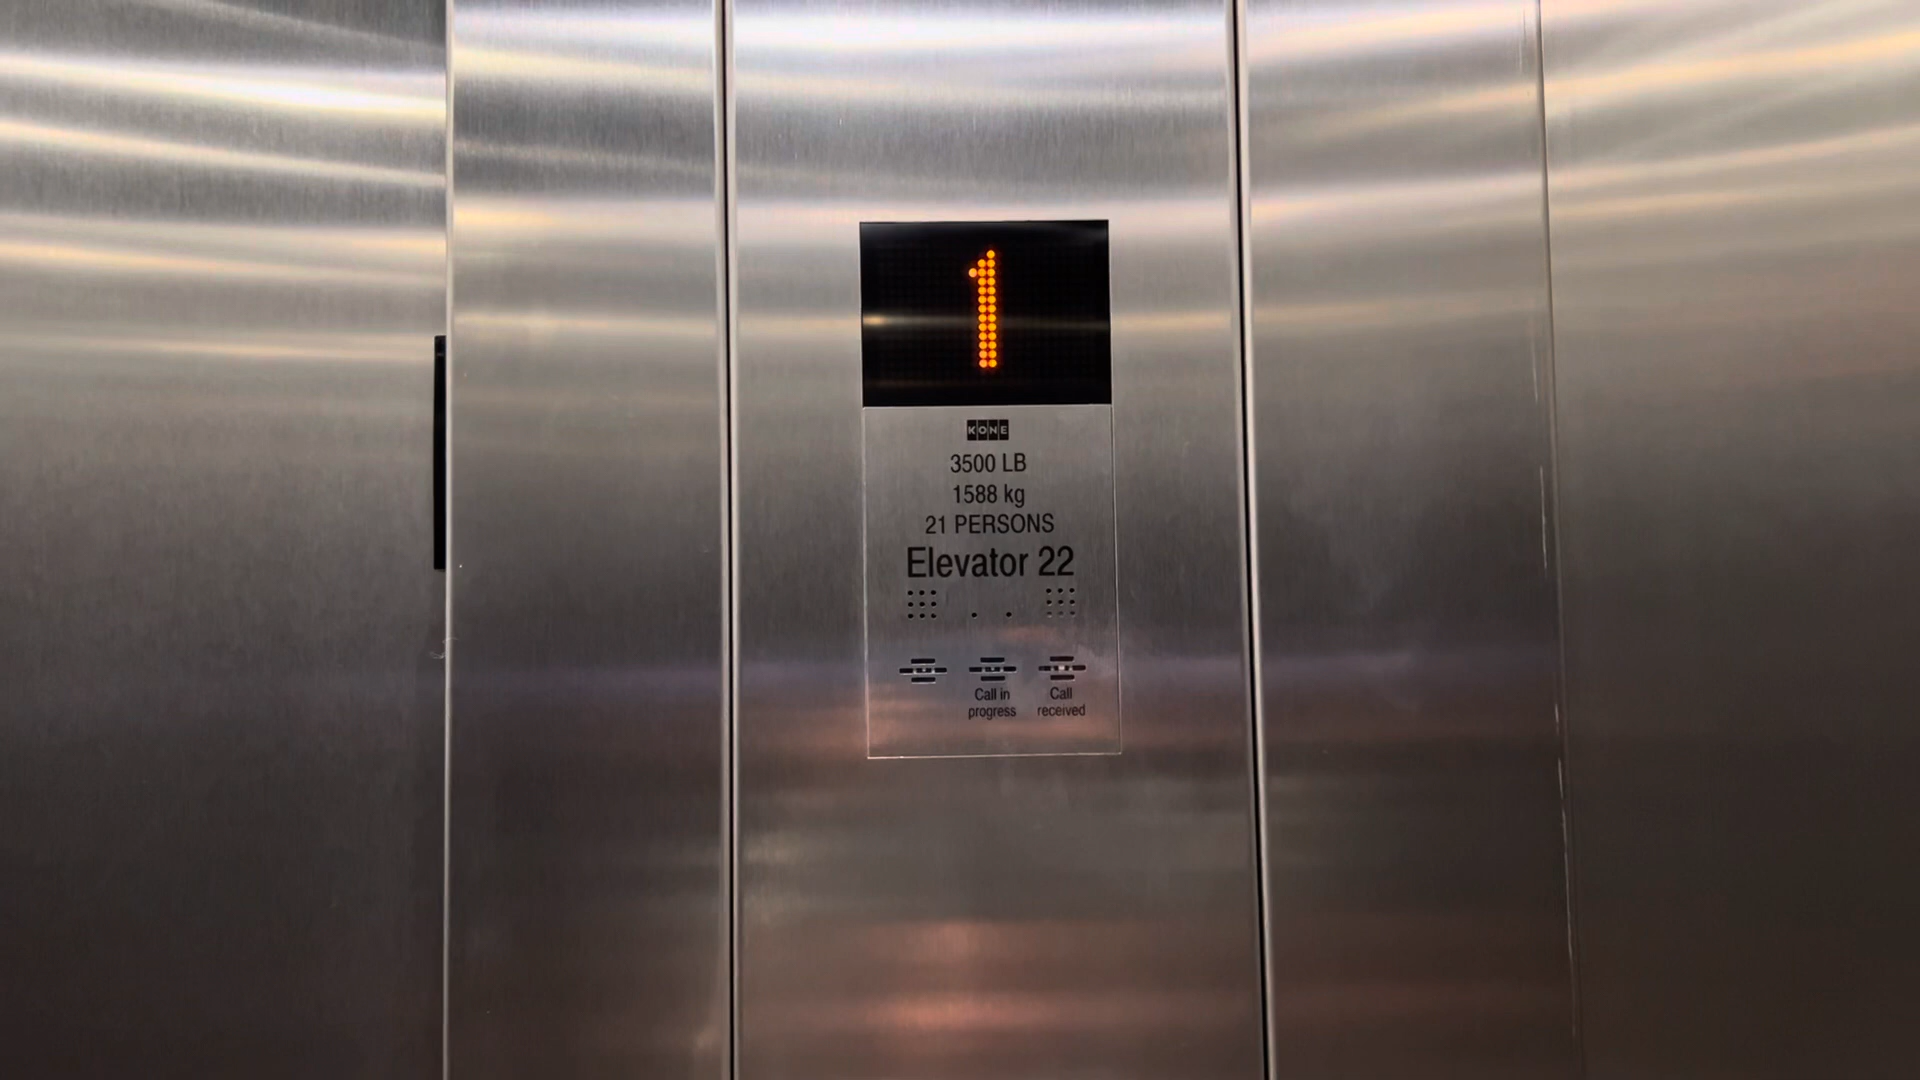 1
KONE
3500 LB
1588 kg
21 PERSONS
Elevator 22
Call in
progress
Call
received